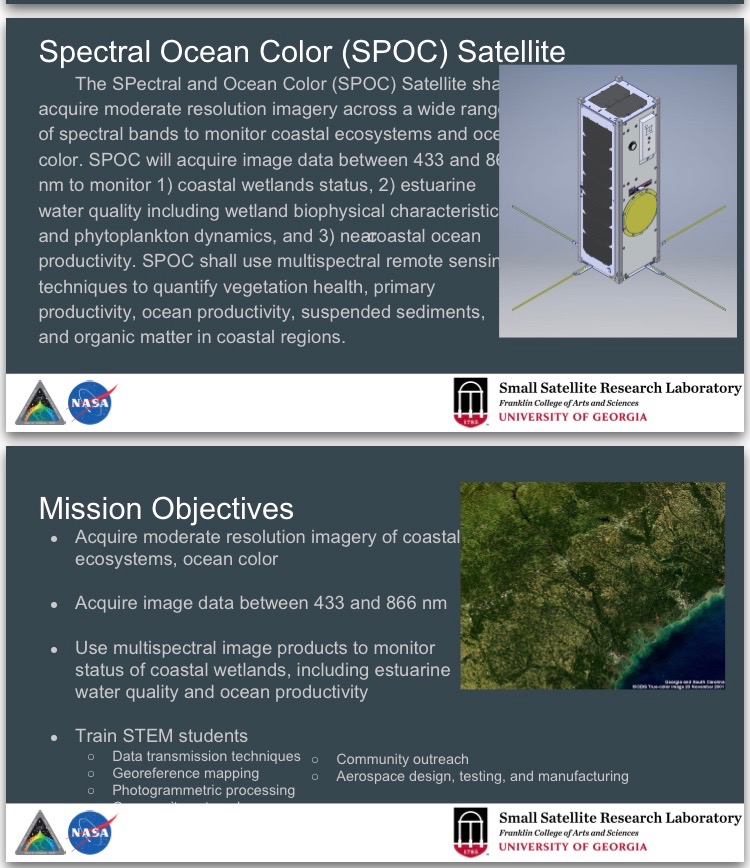 Spectral Ocean Color (SPOC) Satellite
The SPectral and Ocean Color (SPOC) Satellite sha
acquire moderate resolution imagery across a wide rang
of spectral bands to monitor coastal ecosystems and oce
color. SPOC will acquire image data between 433 and 86
nm to monitor 1) coastal wetlands status, 2) estuarine
water quality including wetland biophysical characteristic
and phytoplankton dynamics, and 3) near coastal ocean
productivity. SPOC shall use multispectral remote sensin
techniques to quantify vegetation health, primary
productivity, ocean productivity, suspended sediments,
and organic matter in coastal regions.
NASA
1785
Small Satellite Research Laboratory
Franklin College of Arts and Sciences
UNIVERSITY OF GEORGIA
Mission Objectives
● Acquire moderate resolution imagery of coastal
ecosystems, ocean color
● Acquire image data between 433 and 866 nm
● Use multispectral image products to monitor
status of coastal wetlands, including estuarine
water quality and ocean productivity
● Train STEM students
○ Data transmission techniques
○ Georeference mapping
○ Photogrammetric processing
○ Community outreach
○ Aerospace design, testing, and manufacturing
Georgia and South Carolina
MODIS True-color image 23 November 2001
NASA
1785
Small Satellite Research Laboratory
Franklin College of Arts and Sciences
UNIVERSITY OF GEORGIA